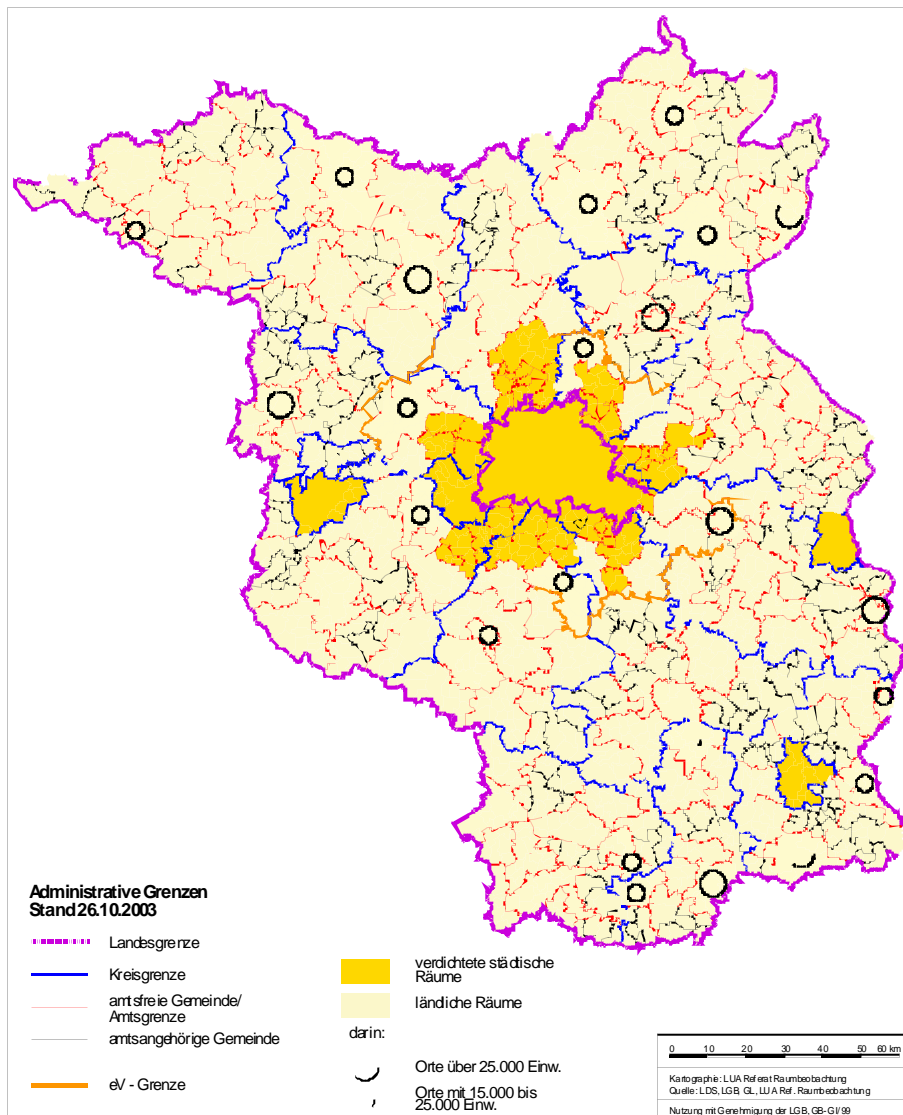 Administrative Grenzen
Stand 26.10.2003
Landesgrenze
Kreisgrenze
amtsfreie Gemeinde/
Amtsgrenze
amtsangehörige Gemeinde
eV - Grenze
verdichtete städtische
Räume
ländliche Räume
darin:
Orte über 25.000 Einw.
Orte mit 15.000 bis
25.000 Einw.
0 10 20 30 40 50 60 km
Kartographie: LUA Referat Raumbeobachtung
Quelle: LDS, LGB, GL, LUA Ref. Raumbeobachtung
Nutzung mit Genehmigung der LGB, GB-GI/99